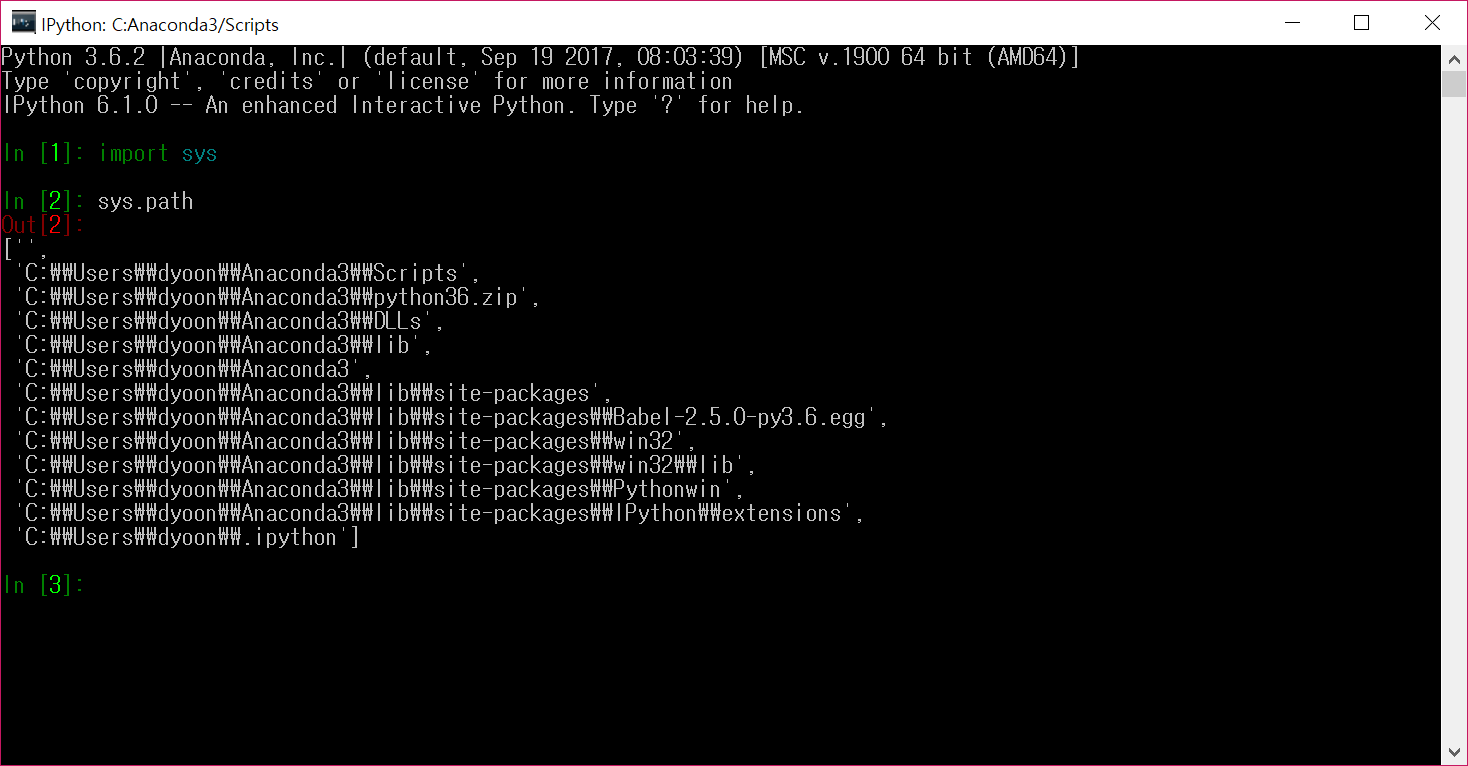 IPython: C:Anaconda3/Scripts
Python 3.6.2 |Anaconda, Inc.| (default, Sep 19 2017, 08:03:39) [MSC v.1900 64 bit (AMD64)]
Type 'copyright', 'credits' or 'license' for more information
IPython 6.1.0 -- An enhanced Interactive Python. Type '?' for help.
In [1]: import sys
In [2]: sys.path
Out[2]:
['',
'C:₩₩Users₩₩dyoon₩₩Anaconda3₩₩Scripts',
'C:₩₩Users₩₩dyoon₩₩Anaconda3₩₩python36.zip',
'C:₩₩Users₩₩dyoon₩₩Anaconda3₩₩DLLs',
'C:₩₩Users₩₩dyoon₩₩Anaconda3₩₩lib',
'C:₩₩Users₩₩dyoon₩₩Anaconda3',
'C:₩₩Users₩₩dyoon₩₩Anaconda3₩₩lib₩₩site-packages',
'C:₩₩Users₩₩dyoon₩₩Anaconda3₩₩lib₩₩site-packages₩₩Babel-2.5.0-py3.6.egg',
'C:₩₩Users₩₩dyoon₩₩Anaconda3₩₩lib₩₩site-packages₩₩win32',
'C:₩₩Users₩₩dyoon₩₩Anaconda3₩₩lib₩₩site-packages₩₩win32₩₩lib',
'C:₩₩Users₩₩dyoon₩₩Anaconda3₩₩lib₩₩site-packages₩₩Pythonwin',
'C:₩₩Users₩₩dyoon₩₩Anaconda3₩₩lib₩₩site-packages₩₩IPython₩₩extensions',
'C:₩₩Users₩₩dyoon₩₩.ipython']
In [3]: